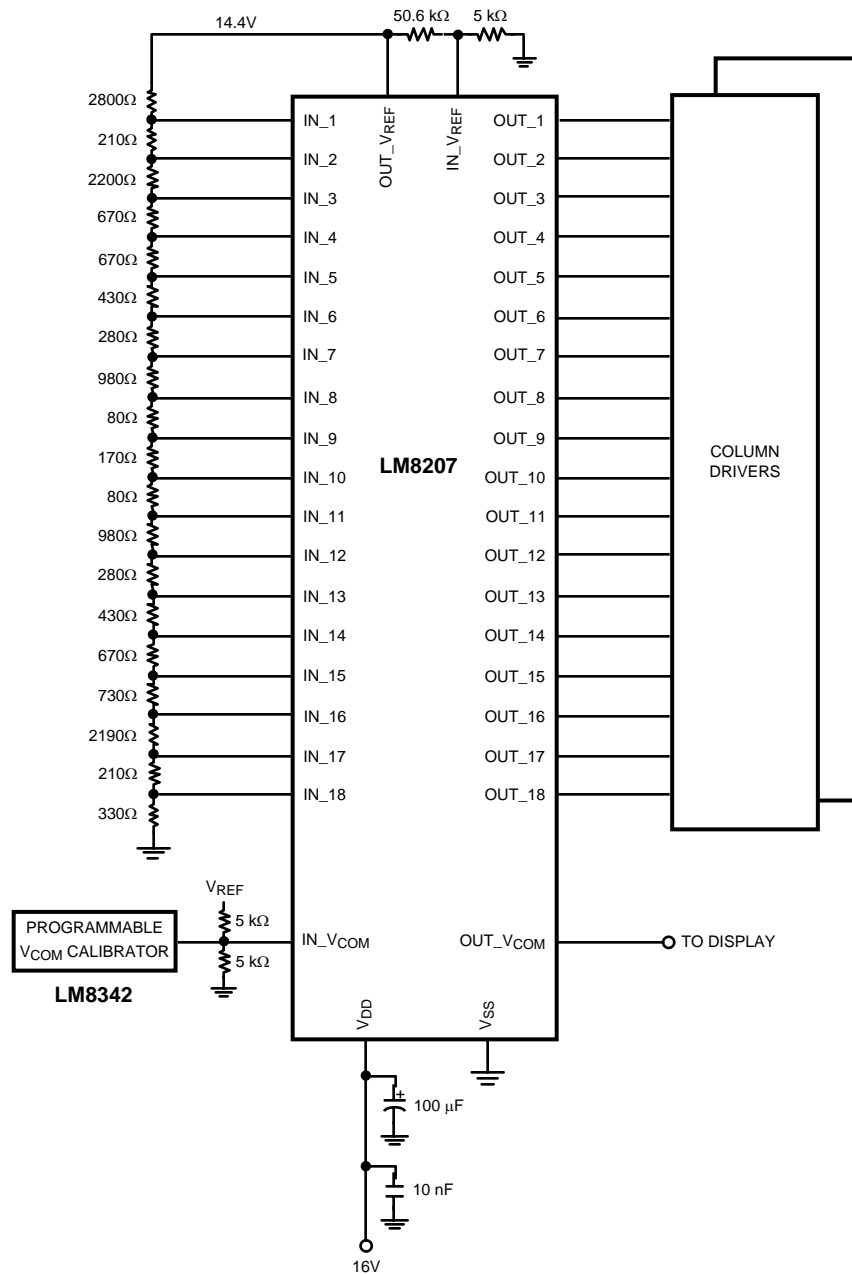 14.4V
50.6 kΩ
5 kΩ
2800Ω
210Ω
2200Ω
670Ω
670Ω
430Ω
280Ω
980Ω
80Ω
170Ω
80Ω
980Ω
280Ω
430Ω
670Ω
730Ω
2190Ω
210Ω
330Ω
OUT_VREF
IN_VREF
IN_1
IN_2
IN_3
IN_4
IN_5
IN_6
IN_7
IN_8
IN_9
IN_10
IN_11
IN_12
IN_13
IN_14
IN_15
IN_16
IN_17
IN_18
LM8207
OUT_1
OUT_2
OUT_3
OUT_4
OUT_5
OUT_6
OUT_7
OUT_8
OUT_9
OUT_10
OUT_11
OUT_12
OUT_13
OUT_14
OUT_15
OUT_16
OUT_17
OUT_18
COLUMN
DRIVERS
VREF
5 kΩ
5 kΩ
PROGRAMMABLE
VCOM CALIBRATOR
LM8342
IN_VCOM
OUT_VCOM
TO DISPLAY
VDD
VSS
+
100 μF
10 nF
16V